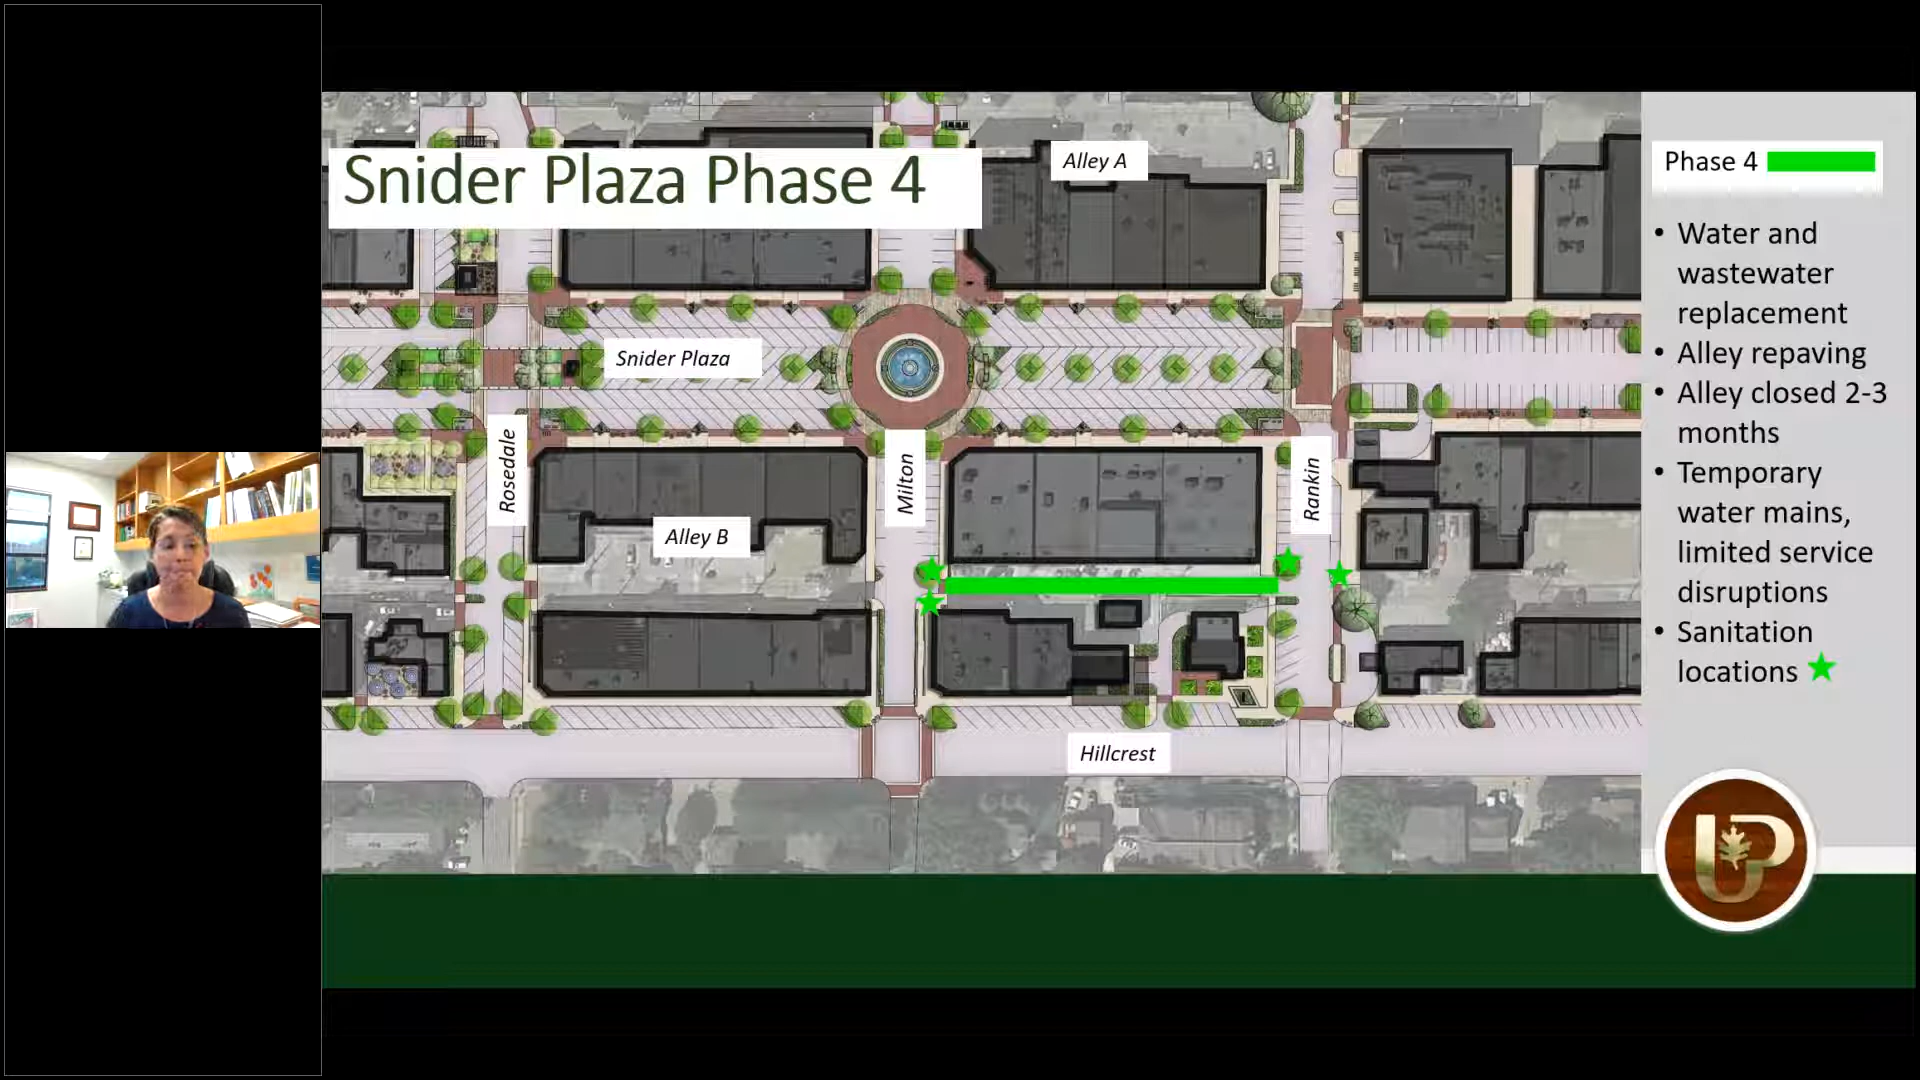 Snider Plaza Phase 4
Alley A
Snider Plaza
Rosedale
Milton
Rankin
Alley B
Hillcrest
Phase 4
• Water and
wastewater
replacement
• Alley repaving
• Alley closed 2-3
months
• Temporary
water mains,
limited service
disruptions
• Sanitation
locations
UP